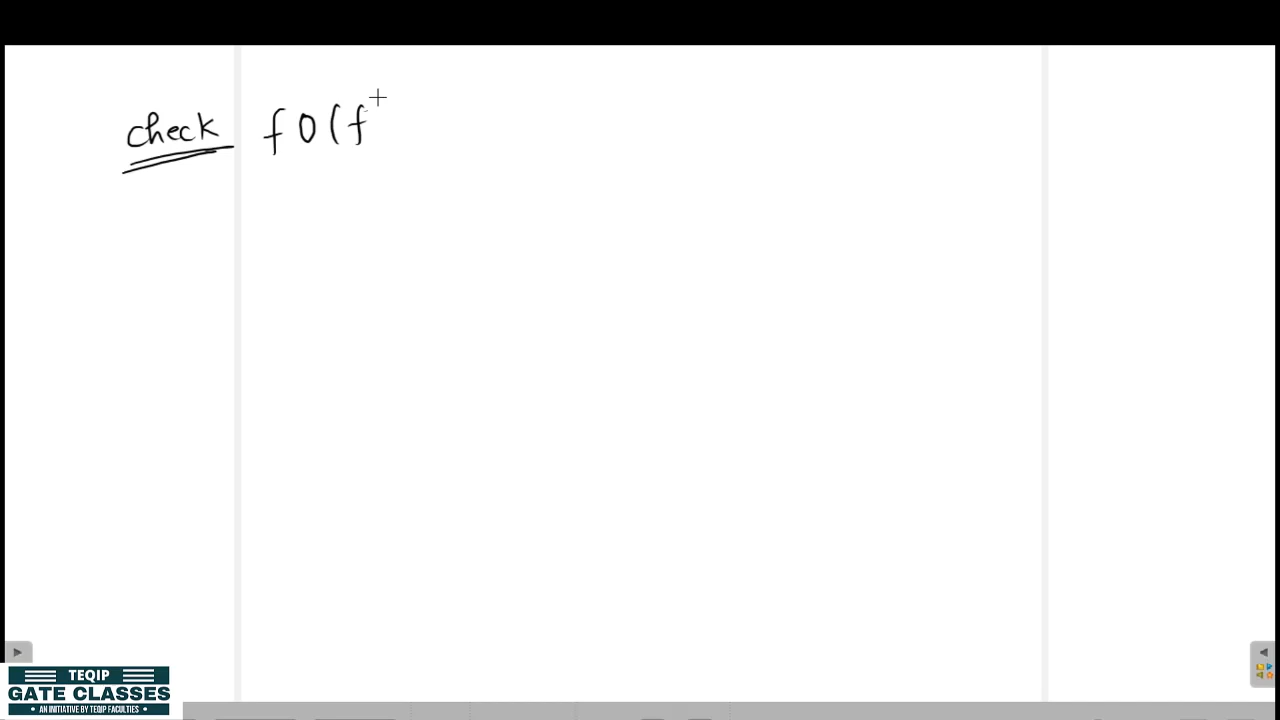 check f o (f
TEQIP
GATE CLASSES
• AN INITIATIVE BY TEQIP FACULTIES •